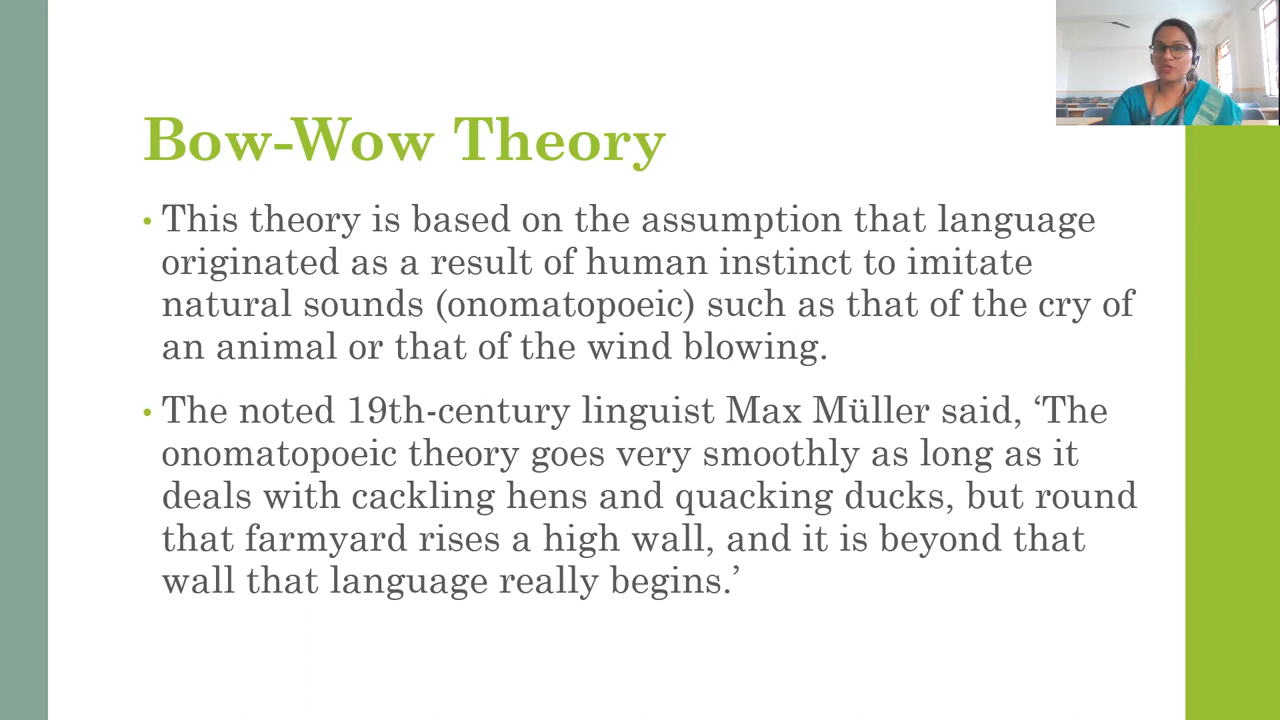 Bow-Wow Theory
• This theory is based on the assumption that language
originated as a result of human instinct to imitate
natural sounds (onomatopoeic) such as that of the cry of
an animal or that of the wind blowing.
• The noted 19th-century linguist Max Müller said, ‘The
onomatopoeic theory goes very smoothly as long as it
deals with cackling hens and quacking ducks, but round
that farmyard rises a high wall, and it is beyond that
wall that language really begins.’